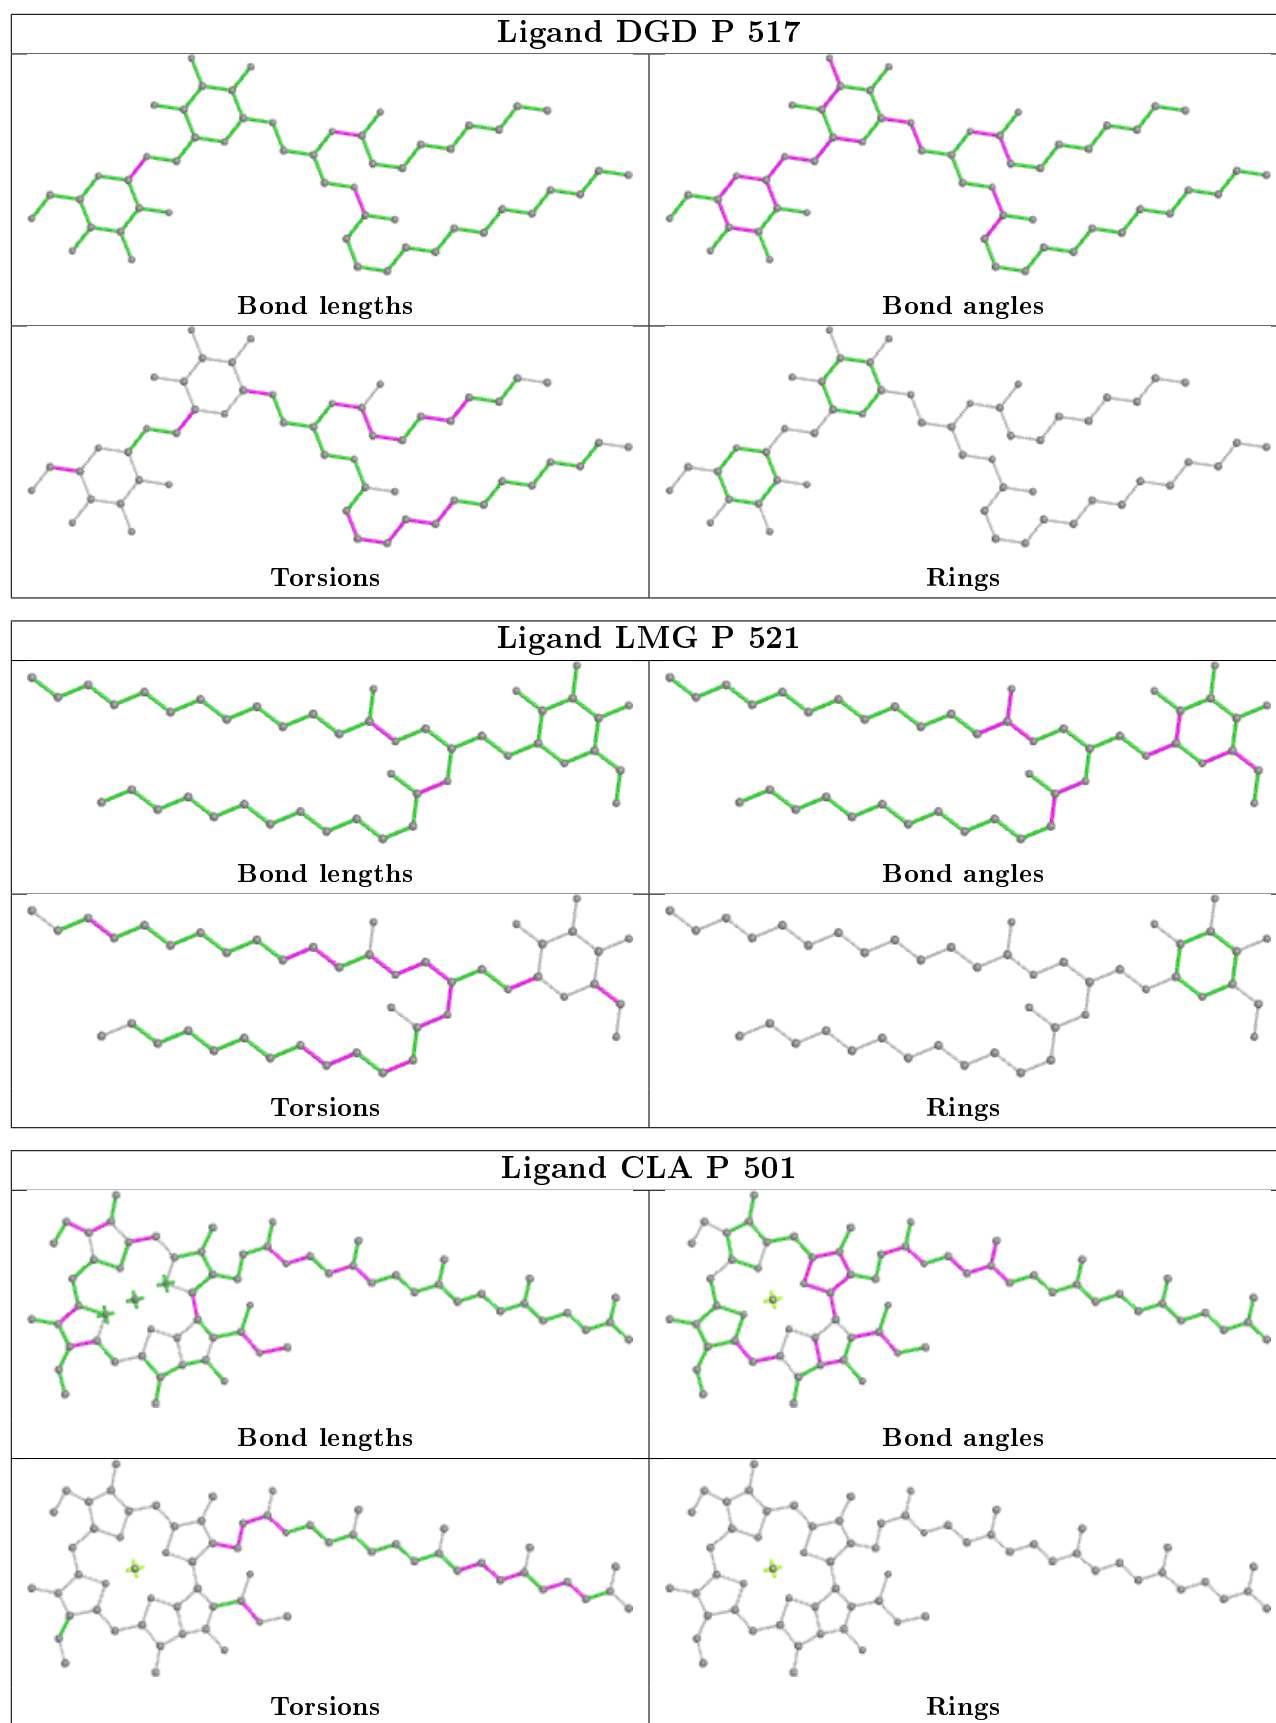 Ligand DGD P 517
Bond lengths
Bond angles
Torsions
Rings
Ligand LMG P 521
Bond lengths
Bond angles
Torsions
Rings
Ligand CLA P 501
Bond lengths
Bond angles
Torsions
Rings